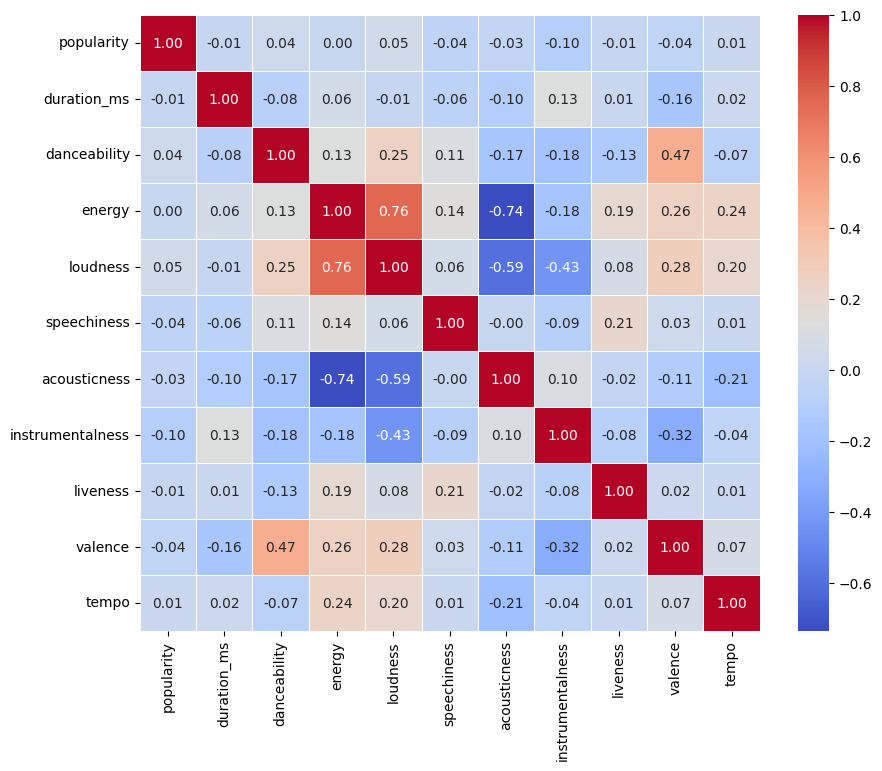 popularity 1.00 -0.01 0.04 0.00 0.05 -0.04 -0.03 -0.10 -0.01 -0.04 0.01
duration_ms -0.01 1.00 -0.08 0.06 -0.01 -0.06 -0.10 0.13 0.01 -0.16 0.02
danceability 0.04 -0.08 1.00 0.13 0.25 0.11 -0.17 -0.18 -0.13 0.47 -0.07
energy 0.00 0.06 0.13 1.00 0.76 0.14 -0.74 -0.18 0.19 0.26 0.24
loudness 0.05 -0.01 0.25 0.76 1.00 0.06 -0.59 -0.43 0.08 0.28 0.20
speechiness -0.04 -0.06 0.11 0.14 0.06 1.00 -0.00 -0.09 0.21 0.03 0.01
acousticness -0.03 -0.10 -0.17 -0.74 -0.59 -0.00 1.00 0.10 -0.02 -0.11 -0.21
instrumentalness -0.10 0.13 -0.18 -0.18 -0.43 -0.09 0.10 1.00 -0.08 -0.32 -0.04
liveness -0.01 0.01 -0.13 0.19 0.08 0.21 -0.02 -0.08 1.00 0.02 0.01
valence -0.04 -0.16 0.47 0.26 0.28 0.03 -0.11 -0.32 0.02 1.00 0.07
tempo 0.01 0.02 -0.07 0.24 0.20 0.01 -0.21 -0.04 0.01 0.07 1.00
popularity
duration_ms
danceability
energy
loudness
speechiness
acousticness
instrumentalness
liveness
valence
tempo
1.0
0.8
0.6
0.4
0.2
0.0
−0.2
−0.4
−0.6